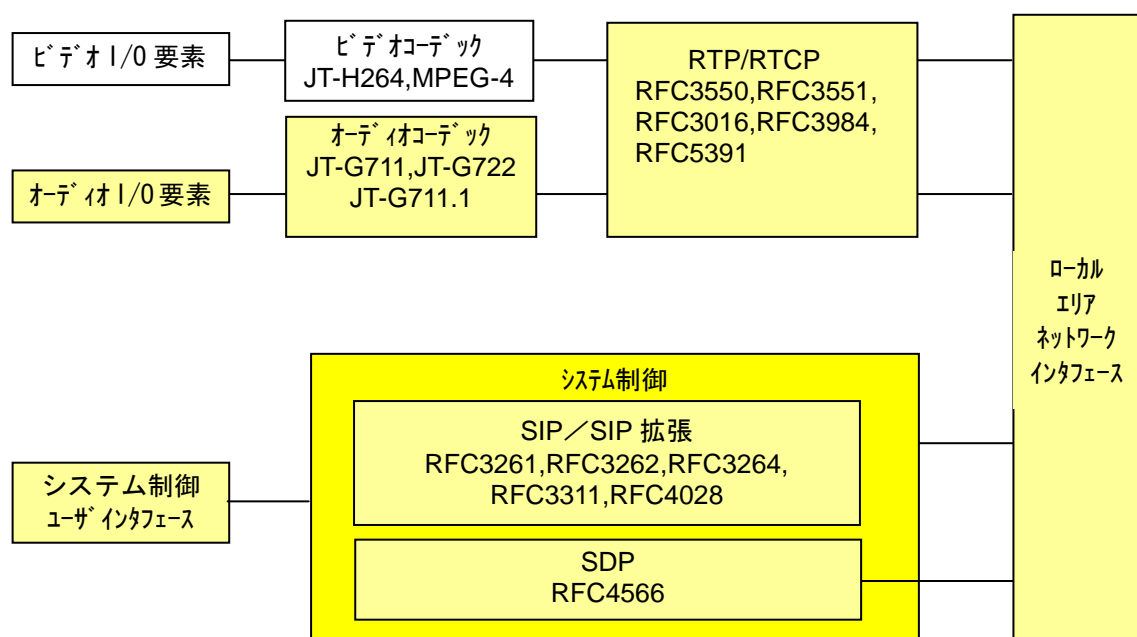 ﾋﾞﾃﾞｵ I/O 要素
ﾋﾞﾃﾞｵｺｰﾃﾞｯｸ
JT-H264,MPEG-4
RTP/RTCP
RFC3550,RFC3551,
RFC3016,RFC3984,
RFC5391
ｵｰﾃﾞｨｵ I/O 要素
ｵｰﾃﾞｨｵｺｰﾃﾞｯｸ
JT-G711,JT-G722
JT-G711.1
ﾛｰｶﾙ
ｴﾘｱ
ﾈｯﾄﾜｰｸ
ｲﾝﾀﾌｪｰｽ
システム制御
ﾕｰｻﾞｲﾝﾀﾌｪｰｽ
ｼｽﾃﾑ制御
SIP／SIP 拡張
RFC3261,RFC3262,RFC3264,
RFC3311,RFC4028
SDP
RFC4566